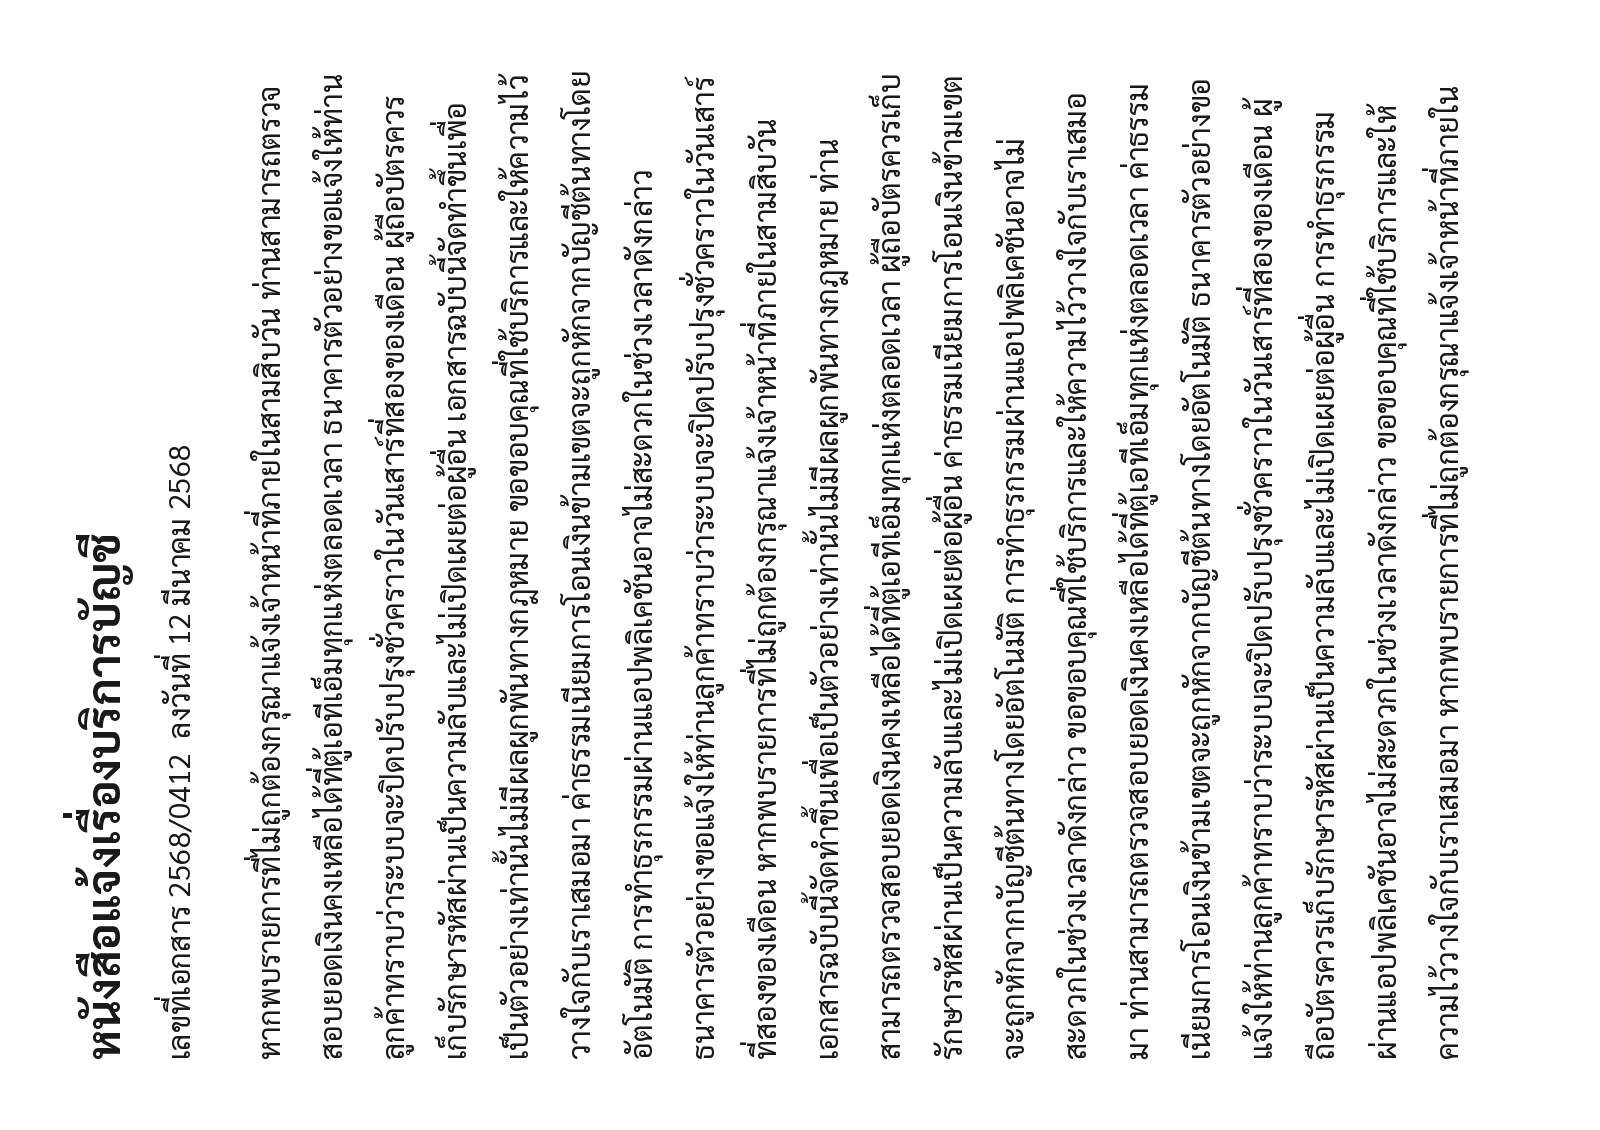 หนังสือแจ้งเรื่องบริการบัญชี
เลขที่เอกสาร 2568/0412 ลงวันที่ 12 มีนาคม 2568
หากพบรายการที่ไม่ถูกต้องกรุณาแจ้งเจ้าหน้าที่ภายในสามสิบวัน ท่านสามารถตรวจ
สอบยอดเงินคงเหลือได้ที่ตู้เอทีเอ็มทุกแห่งตลอดเวลา ธนาคารตัวอย่างขอแจ้งให้ท่าน
ลูกค้าทราบว่าระบบจะปิดปรับปรุงชั่วคราวในวันเสาร์ที่สองของเดือน ผู้ถือบัตรควร
เก็บรักษารหัสผ่านเป็นความลับและไม่เปิดเผยต่อผู้อื่น เอกสารฉบับนี้จัดทำขึ้นเพื่อ
เป็นตัวอย่างเท่านั้นไม่มีผลผูกพันทางกฎหมาย ขอขอบคุณที่ใช้บริการและให้ความไว้
วางใจกับเราเสมอมา ค่าธรรมเนียมการโอนเงินข้ามเขตจะถูกหักจากบัญชีต้นทางโดย
อัตโนมัติ การทำธุรกรรมผ่านแอปพลิเคชันอาจไม่สะดวกในช่วงเวลาดังกล่าว
ธนาคารตัวอย่างขอแจ้งให้ท่านลูกค้าทราบว่าระบบจะปิดปรับปรุงชั่วคราวในวันเสาร์
ที่สองของเดือน หากพบรายการที่ไม่ถูกต้องกรุณาแจ้งเจ้าหน้าที่ภายในสามสิบวัน
เอกสารฉบับนี้จัดทำขึ้นเพื่อเป็นตัวอย่างเท่านั้นไม่มีผลผูกพันทางกฎหมาย ท่าน
สามารถตรวจสอบยอดเงินคงเหลือได้ที่ตู้เอทีเอ็มทุกแห่งตลอดเวลา ผู้ถือบัตรควรเก็บ
รักษารหัสผ่านเป็นความลับและไม่เปิดเผยต่อผู้อื่น ค่าธรรมเนียมการโอนเงินข้ามเขต
จะถูกหักจากบัญชีต้นทางโดยอัตโนมัติ การทำธุรกรรมผ่านแอปพลิเคชันอาจไม่
สะดวกในช่วงเวลาดังกล่าว ขอขอบคุณที่ใช้บริการและให้ความไว้วางใจกับเราเสมอ
มา ท่านสามารถตรวจสอบยอดเงินคงเหลือได้ที่ตู้เอทีเอ็มทุกแห่งตลอดเวลา ค่าธรรม
เนียมการโอนเงินข้ามเขตจะถูกหักจากบัญชีต้นทางโดยอัตโนมัติ ธนาคารตัวอย่างขอ
แจ้งให้ท่านลูกค้าทราบว่าระบบจะปิดปรับปรุงชั่วคราวในวันเสาร์ที่สองของเดือน ผู้
ถือบัตรควรเก็บรักษารหัสผ่านเป็นความลับและไม่เปิดเผยต่อผู้อื่น การทำธุรกรรม
ผ่านแอปพลิเคชันอาจไม่สะดวกในช่วงเวลาดังกล่าว ขอขอบคุณที่ใช้บริการและให้
ความไว้วางใจกับเราเสมอมา หากพบรายการที่ไม่ถูกต้องกรุณาแจ้งเจ้าหน้าที่ภายใน